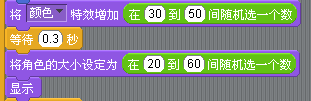 将 颜色 特效增加 在 30 到 50 间随机选一个数
等待 0.3 秒
将角色的大小设定为 在 20 到 60 间随机选一个数
显示